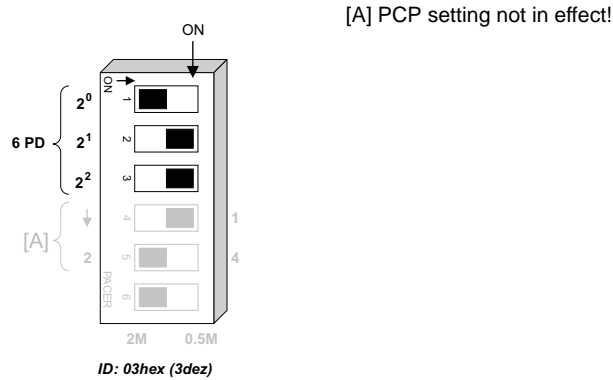 [A] PCP setting not in effect!
ON
ON
2⁰ 1
6 PD 2¹ 2
2² 3
4 1
[A]
2 5 4
PACER 6
2M 0.5M
ID: 03hex (3dez)